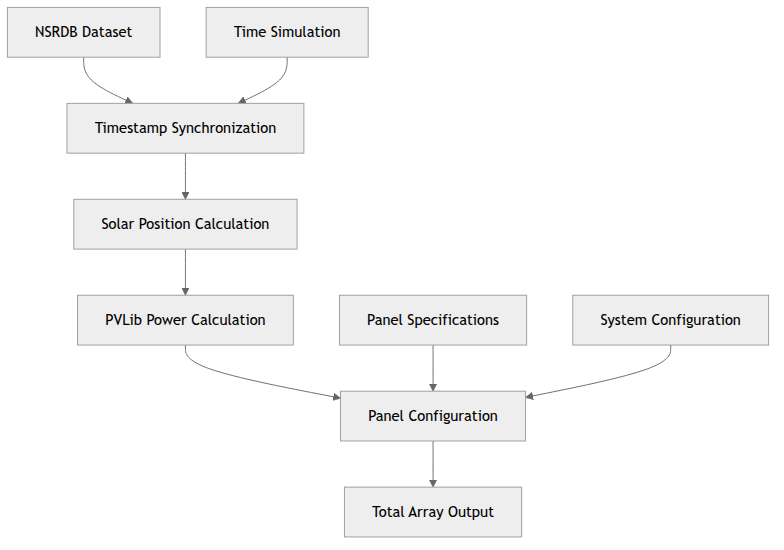 NSRDB Dataset
Time Simulation
Timestamp Synchronization
Solar Position Calculation
PVLib Power Calculation
Panel Specifications
System Configuration
Panel Configuration
Total Array Output